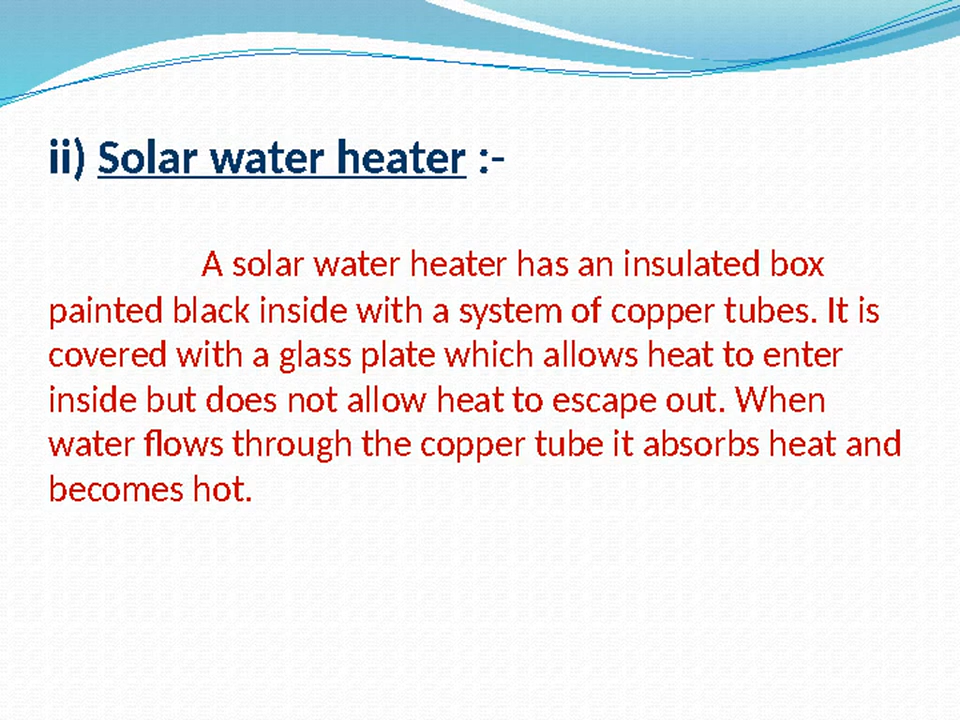 ii) Solar water heater :-
A solar water heater has an insulated box
painted black inside with a system of copper tubes. It is
covered with a glass plate which allows heat to enter
inside but does not allow heat to escape out. When
water flows through the copper tube it absorbs heat and
becomes hot.